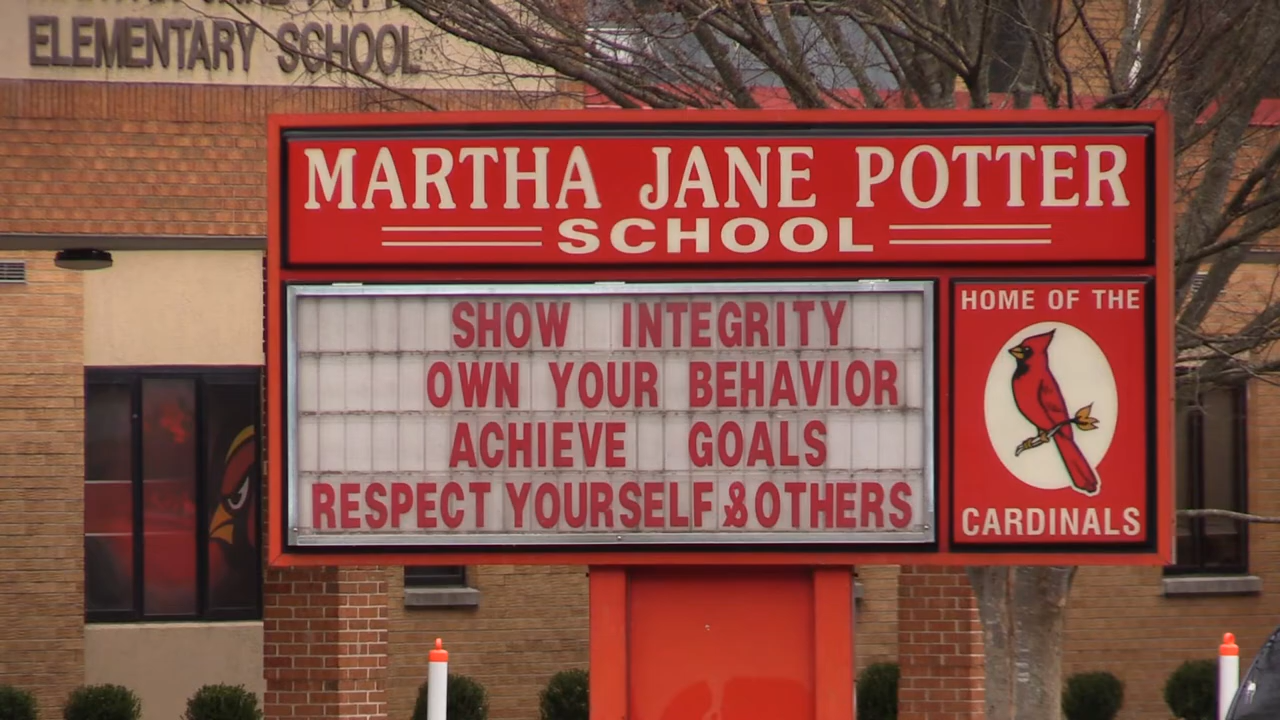 ELEMENTARY SCHOOL
MARTHA JANE POTTER
SCHOOL
SHOW INTEGRITY
OWN YOUR BEHAVIOR
ACHIEVE GOALS
RESPECT YOURSELF & OTHERS
HOME OF THE
CARDINALS